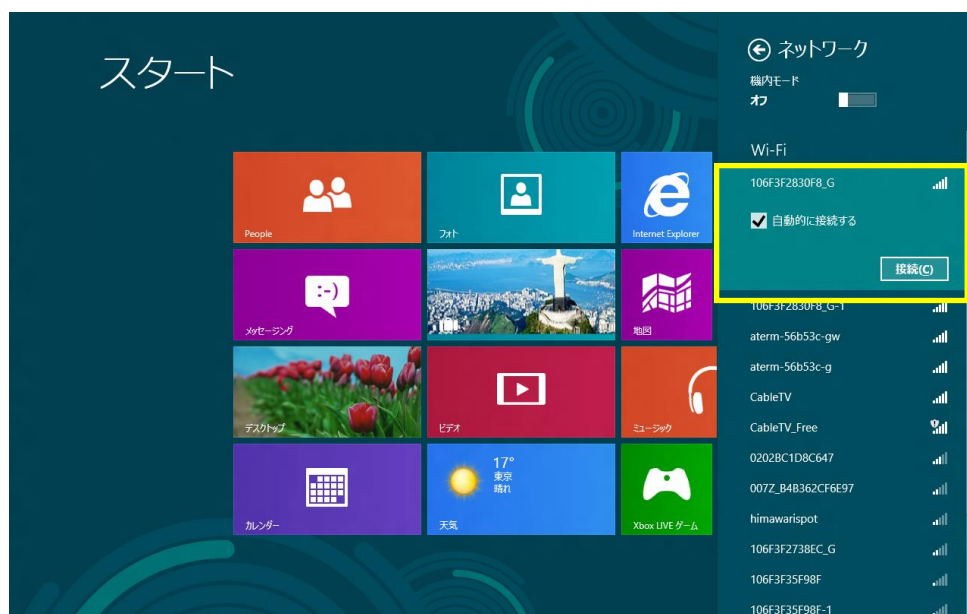 スタート
People
フォト
Internet Explorer
:-)
メッセージング
地図
デスクトップ
ビデオ
ミュージック
カレンダー
17°
東京
晴れ
天気
Xbox LIVE ゲーム
ネットワーク
機内モード
オフ
Wi-Fi
106F3F2830F8_G
自動的に接続する
接続(C)
106F3F2830F8_G-1
aterm-56b53c-gw
aterm-56b53c-g
CableTV
CableTV_Free
0202BC1D8C647
007Z_B4B362CF6E97
himawarispot
106F3F2738EC_G
106F3F35F98F
106F3F35F98F-1